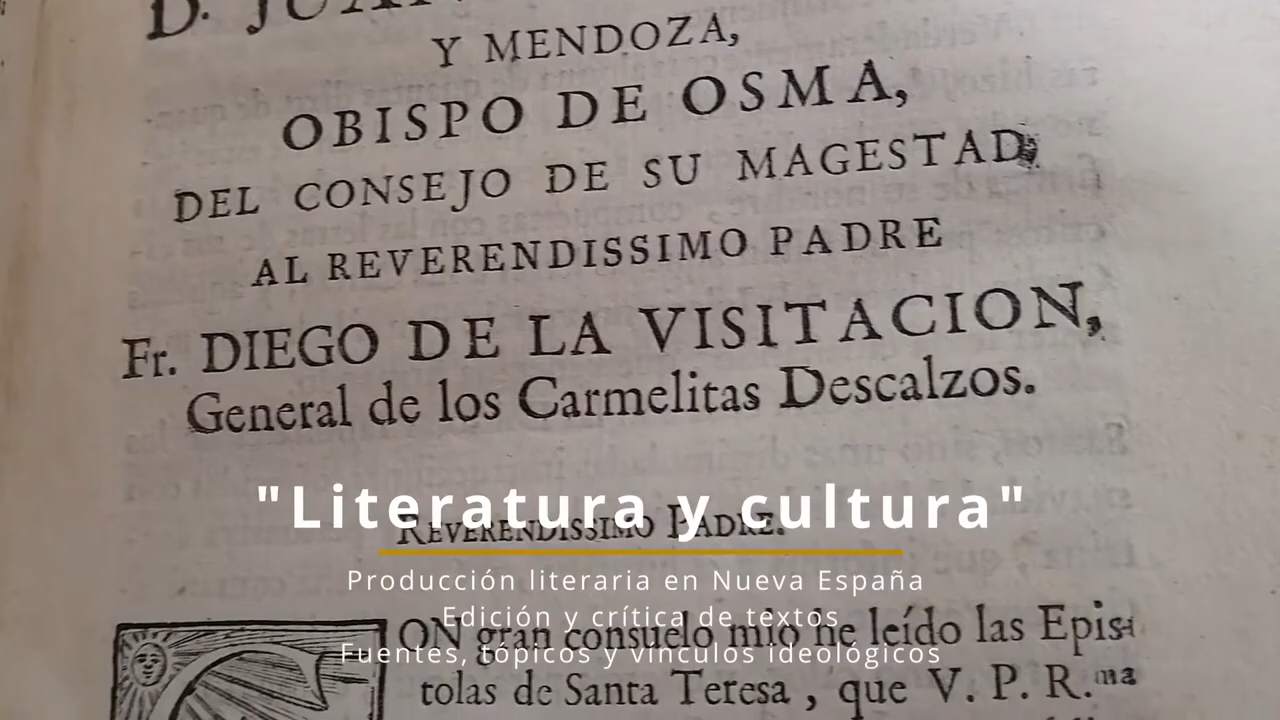 D. JUAN
Y MENDOZA,
OBISPO DE OSMA,
DEL CONSEJO DE SU MAGESTAD,
AL REVERENDISSIMO PADRE
Fr. DIEGO DE LA VISITACION,
General de los Carmelitas Descalzos.
"Literatura y cultura"
REVERENDISSIMO PADRE.
Producción literaria en Nueva España
Edición y crítica de textos
ON gran consuelo mio he leído las Epis-
Fuentes, tópicos y vínculos ideológicos
tolas de Santa Teresa, que V. P. R.ma